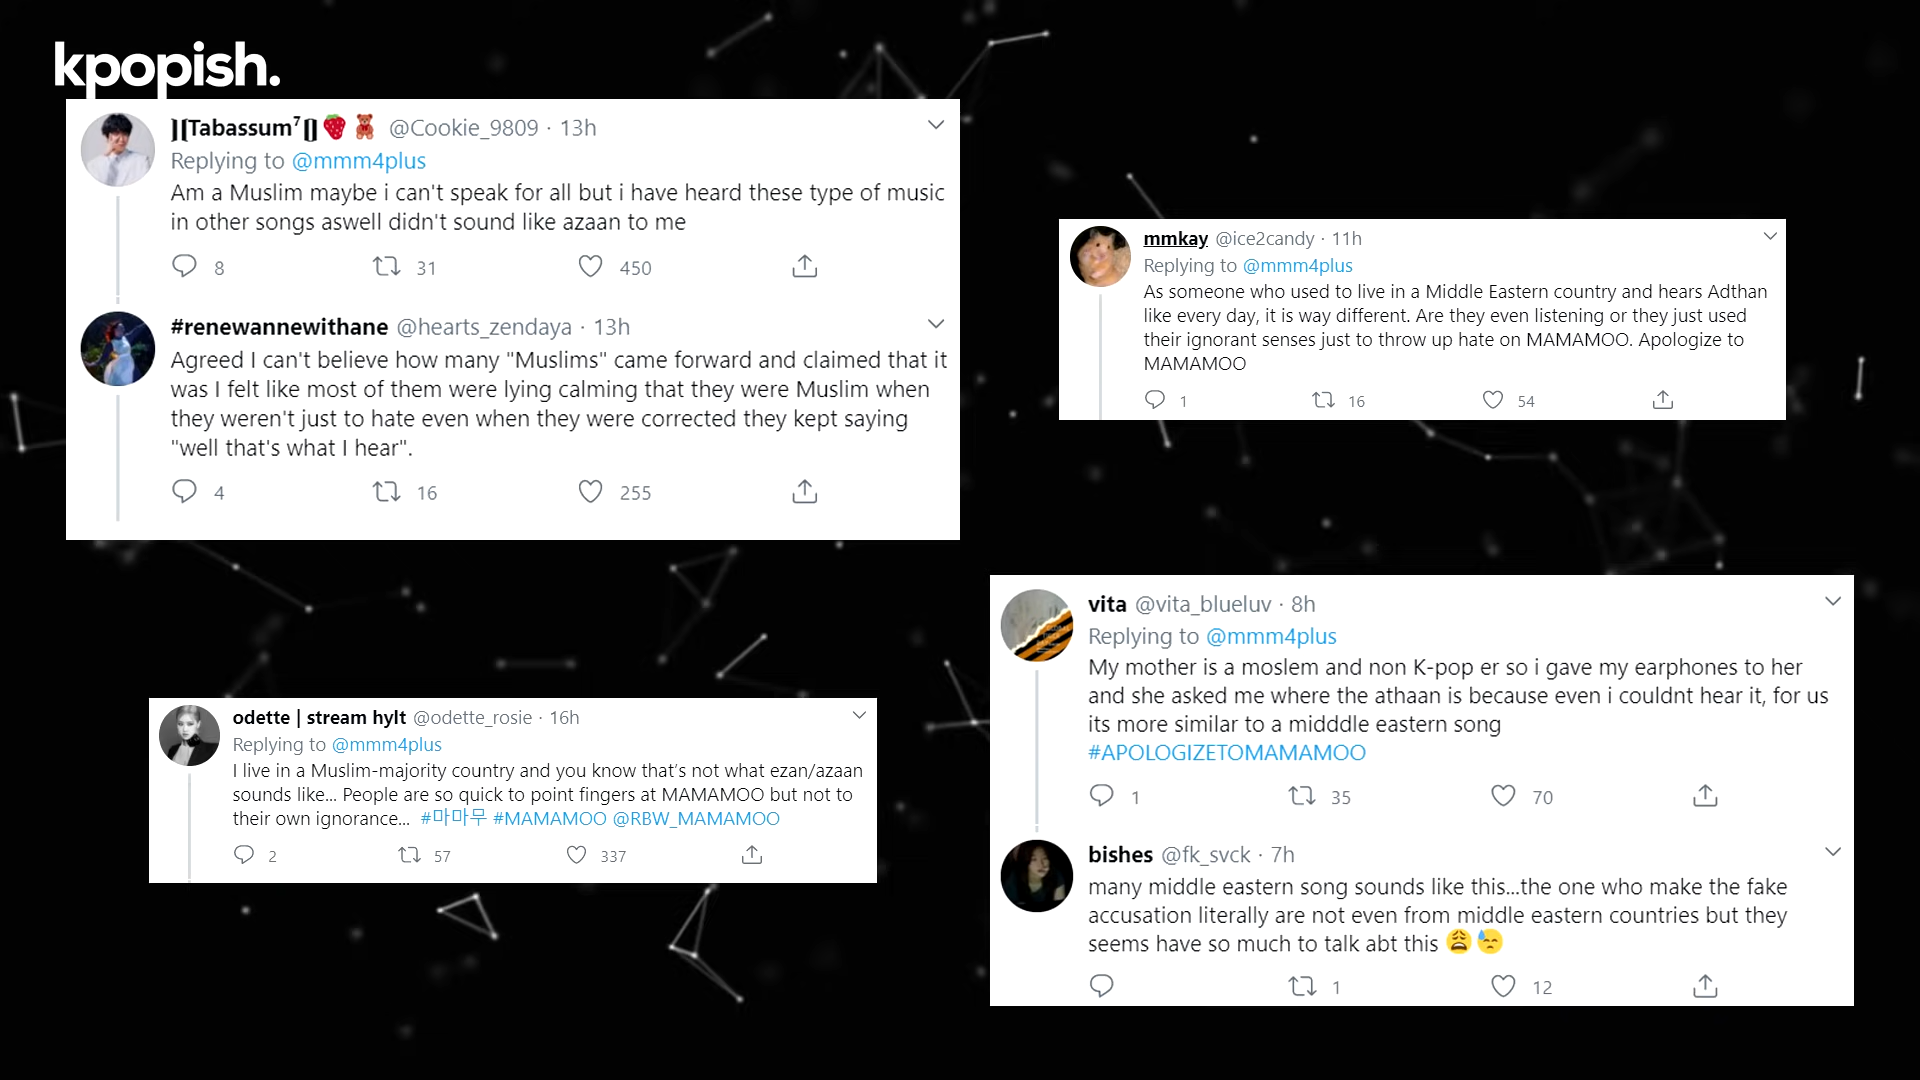 kpopish.
][Tabassum⁷[] 🍓 🧸 @Cookie_9809 · 13h
Replying to @mmm4plus
Am a Muslim maybe i can't speak for all but i have heard these type of music
in other songs aswell didn't sound like azaan to me
8 31 450
#renewannewithane @hearts_zendaya · 13h
Agreed I can't believe how many "Muslims" came forward and claimed that it
was I felt like most of them were lying calming that they were Muslim when
they weren't just to hate even when they were corrected they kept saying
"well that's what I hear".
4 16 255
mmkay @ice2candy · 11h
Replying to @mmm4plus
As someone who used to live in a Middle Eastern country and hears Adthan
like every day, it is way different. Are they even listening or they just used
their ignorant senses just to throw up hate on MAMAMOO. Apologize to
MAMAMOO
1 16 54
odette | stream hylt @odette_rosie · 16h
Replying to @mmm4plus
I live in a Muslim-majority country and you know that's not what ezan/azaan
sounds like... People are so quick to point fingers at MAMAMOO but not to
their own ignorance... #마마무 #MAMAMOO @RBW_MAMAMOO
2 57 337
vita @vita_blueluv · 8h
Replying to @mmm4plus
My mother is a moslem and non K-pop er so i gave my earphones to her
and she asked me where the athaan is because even i couldnt hear it, for us
its more similar to a midddle eastern song
#APOLOGIZETOMAMAMOO
1 35 70
bishes @fk_svck · 7h
many middle eastern song sounds like this...the one who make the fake
accusation literally are not even from middle eastern countries but they
seems have so much to talk abt this 😩 😓
1 12